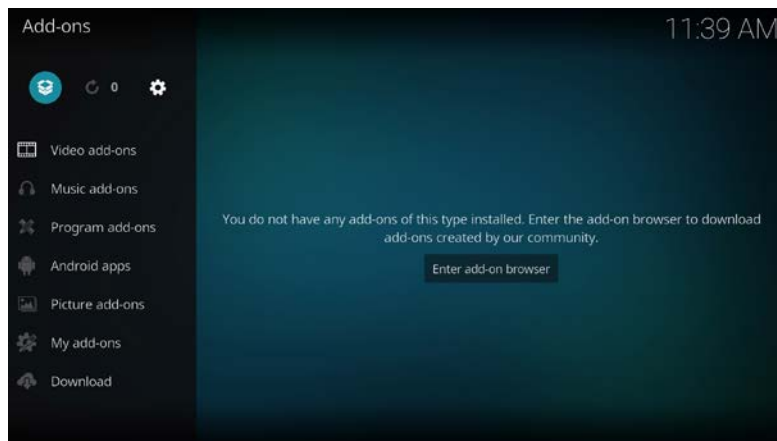 Add-ons
11:39 AM
0
Video add-ons
Music add-ons
Program add-ons
Android apps
Picture add-ons
My add-ons
Download
You do not have any add-ons of this type installed. Enter the add-on browser to download
add-ons created by our community.
Enter add-on browser